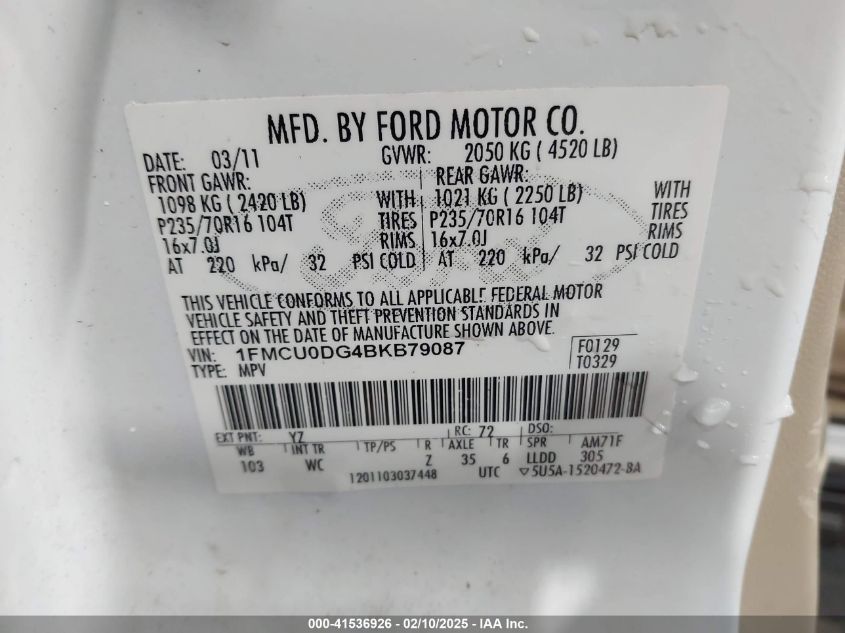 MFD. BY FORD MOTOR CO.
DATE: 03/11 GVWR: 2050 KG ( 4520 LB)
FRONT GAWR: REAR GAWR:
1098 KG ( 2420 LB) WITH 1021 KG ( 2250 LB) WITH
P235/70R16 104T TIRES P235/70R16 104T TIRES
16x7.0J RIMS 16x7.0J RIMS
AT 220 kPa/ 32 PSI COLD AT 220 kPa/ 32 PSI COLD
THIS VEHICLE CONFORMS TO ALL APPLICABLE FEDERAL MOTOR
VEHICLE SAFETY AND THEFT PREVENTION STANDARDS IN
EFFECT ON THE DATE OF MANUFACTURE SHOWN ABOVE.
VIN: 1FMCU0DG4BKB79087 F0129
TYPE: MPV T0329
EXT PNT: YZ RC: 72 DSO:
WB INT TR TP/PS R AXLE TR SPR AM71F
103 WC Z 35 6 LLDD 305
1201103037448 UTC ▽5U5A-1520472-BA
000-41536926 - 02/10/2025 - IAA Inc.